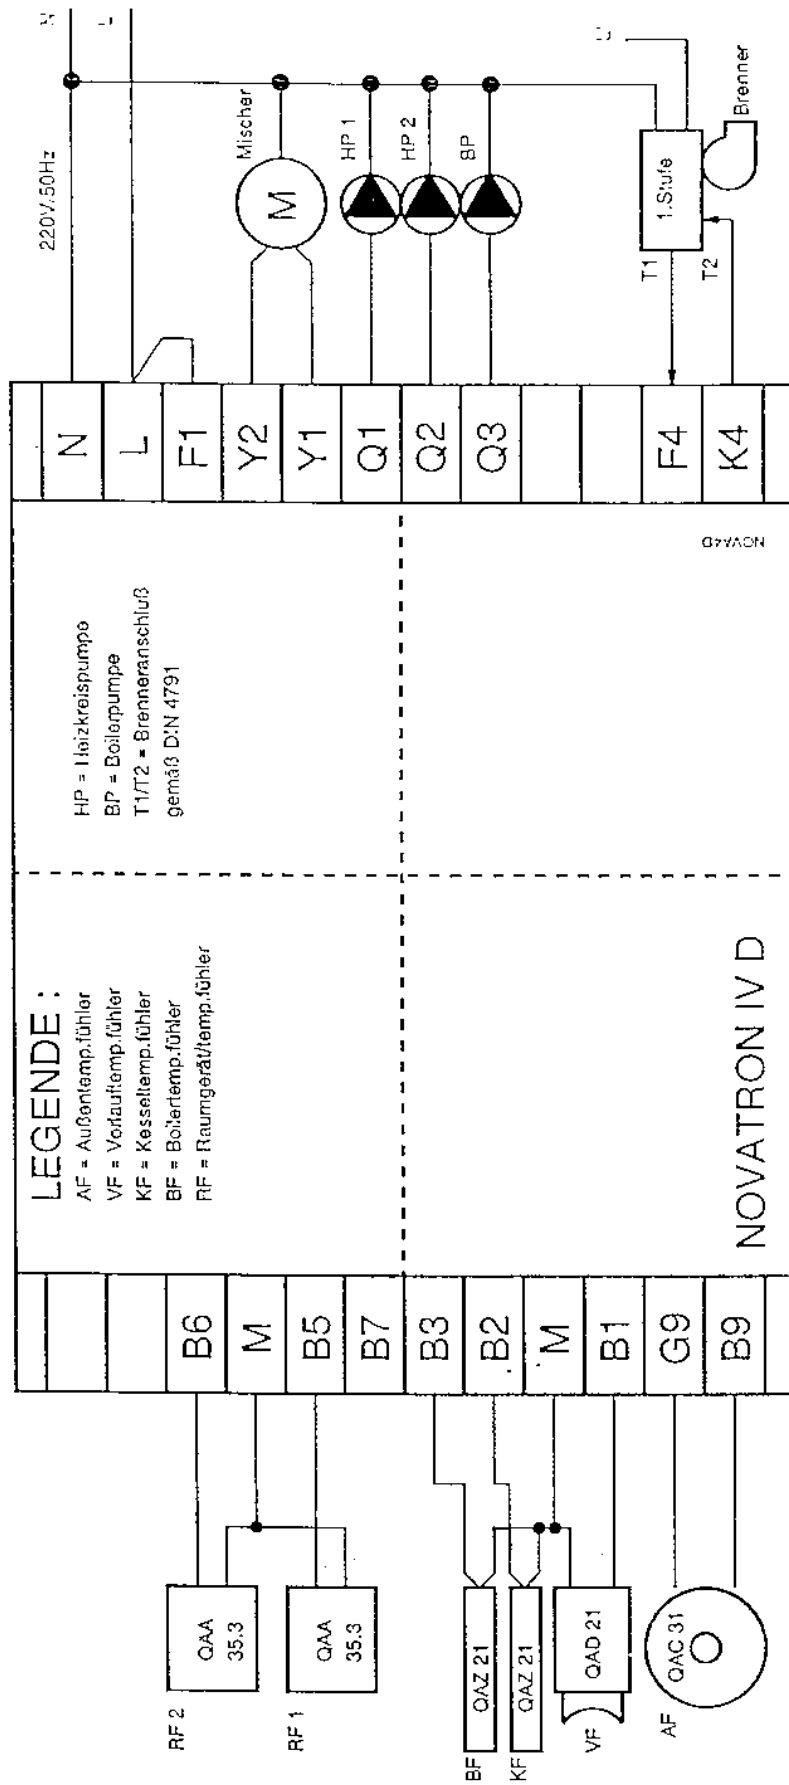 N
L
220V.50Hz
Mischer
M
HP 1
HP 2
BP
Brenner
1.Stufe
T1
T2
N
L
F1
Y2
Y1
Q1
Q2
Q3
F4
K4
NOVA4D
HP = Heizkreispumpe
BP = Boilerpumpe
T1/T2 = Brenneranschluß
gemäß DIN 4791
LEGENDE :
AF = Außentemp.fühler
VF = Vorlauftemp.fühler
KF = Kesseltemp.fühler
BF = Boilertemp.fühler
RF = Raumgerät/temp.fühler
NOVATRON IV D
B6
M
B5
B7
B3
B2
M
B1
G9
B9
QAA
35.3
RF 2
QAA
35.3
RF 1
QAZ 21
BF
QAZ 21
KF
QAD 21
VF
QAC 31
AF